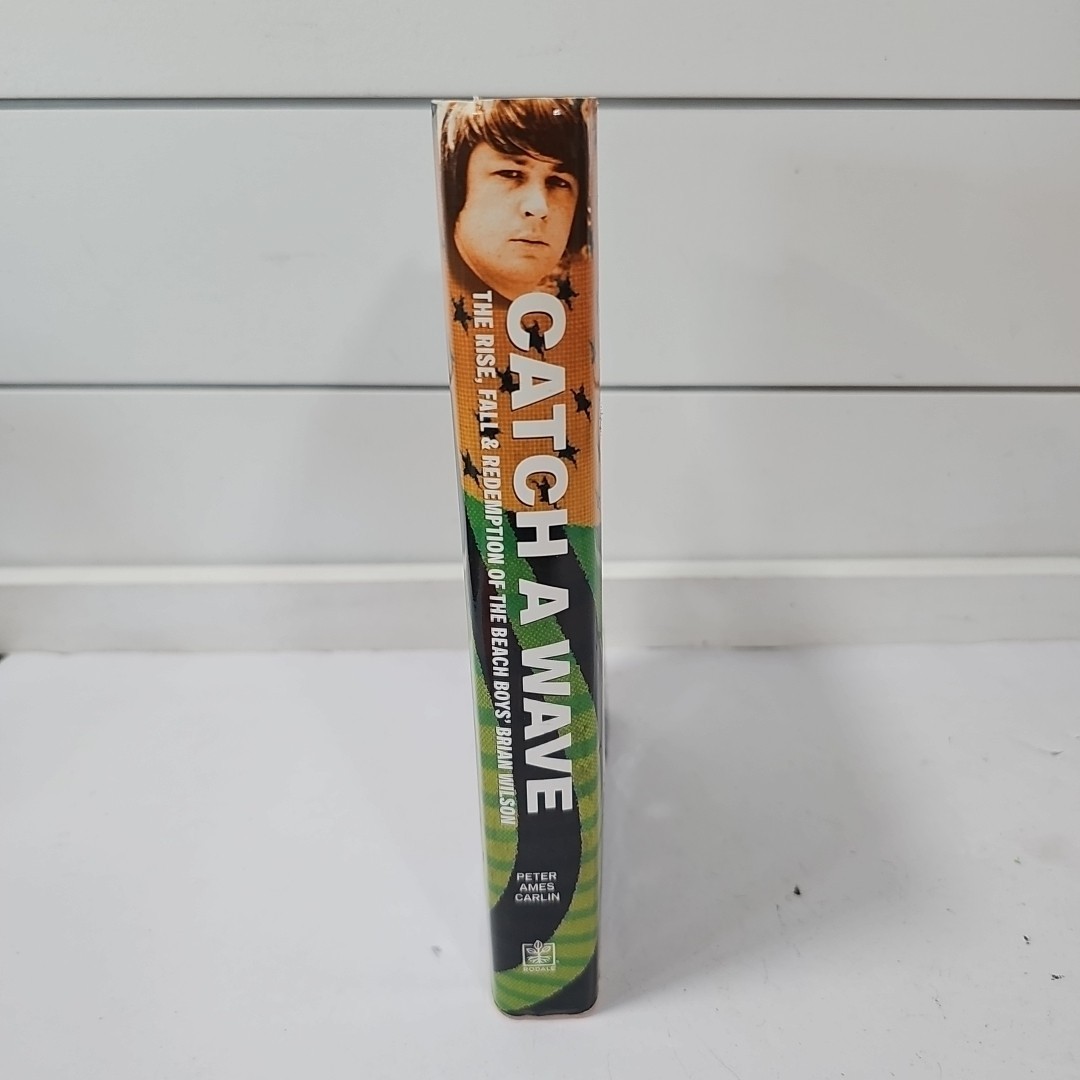 CATCH A WAVE
THE RISE, FALL & REDEMPTION OF THE BEACH BOYS' BRIAN WILSON
PETER
AMES
CARLIN
RODALE